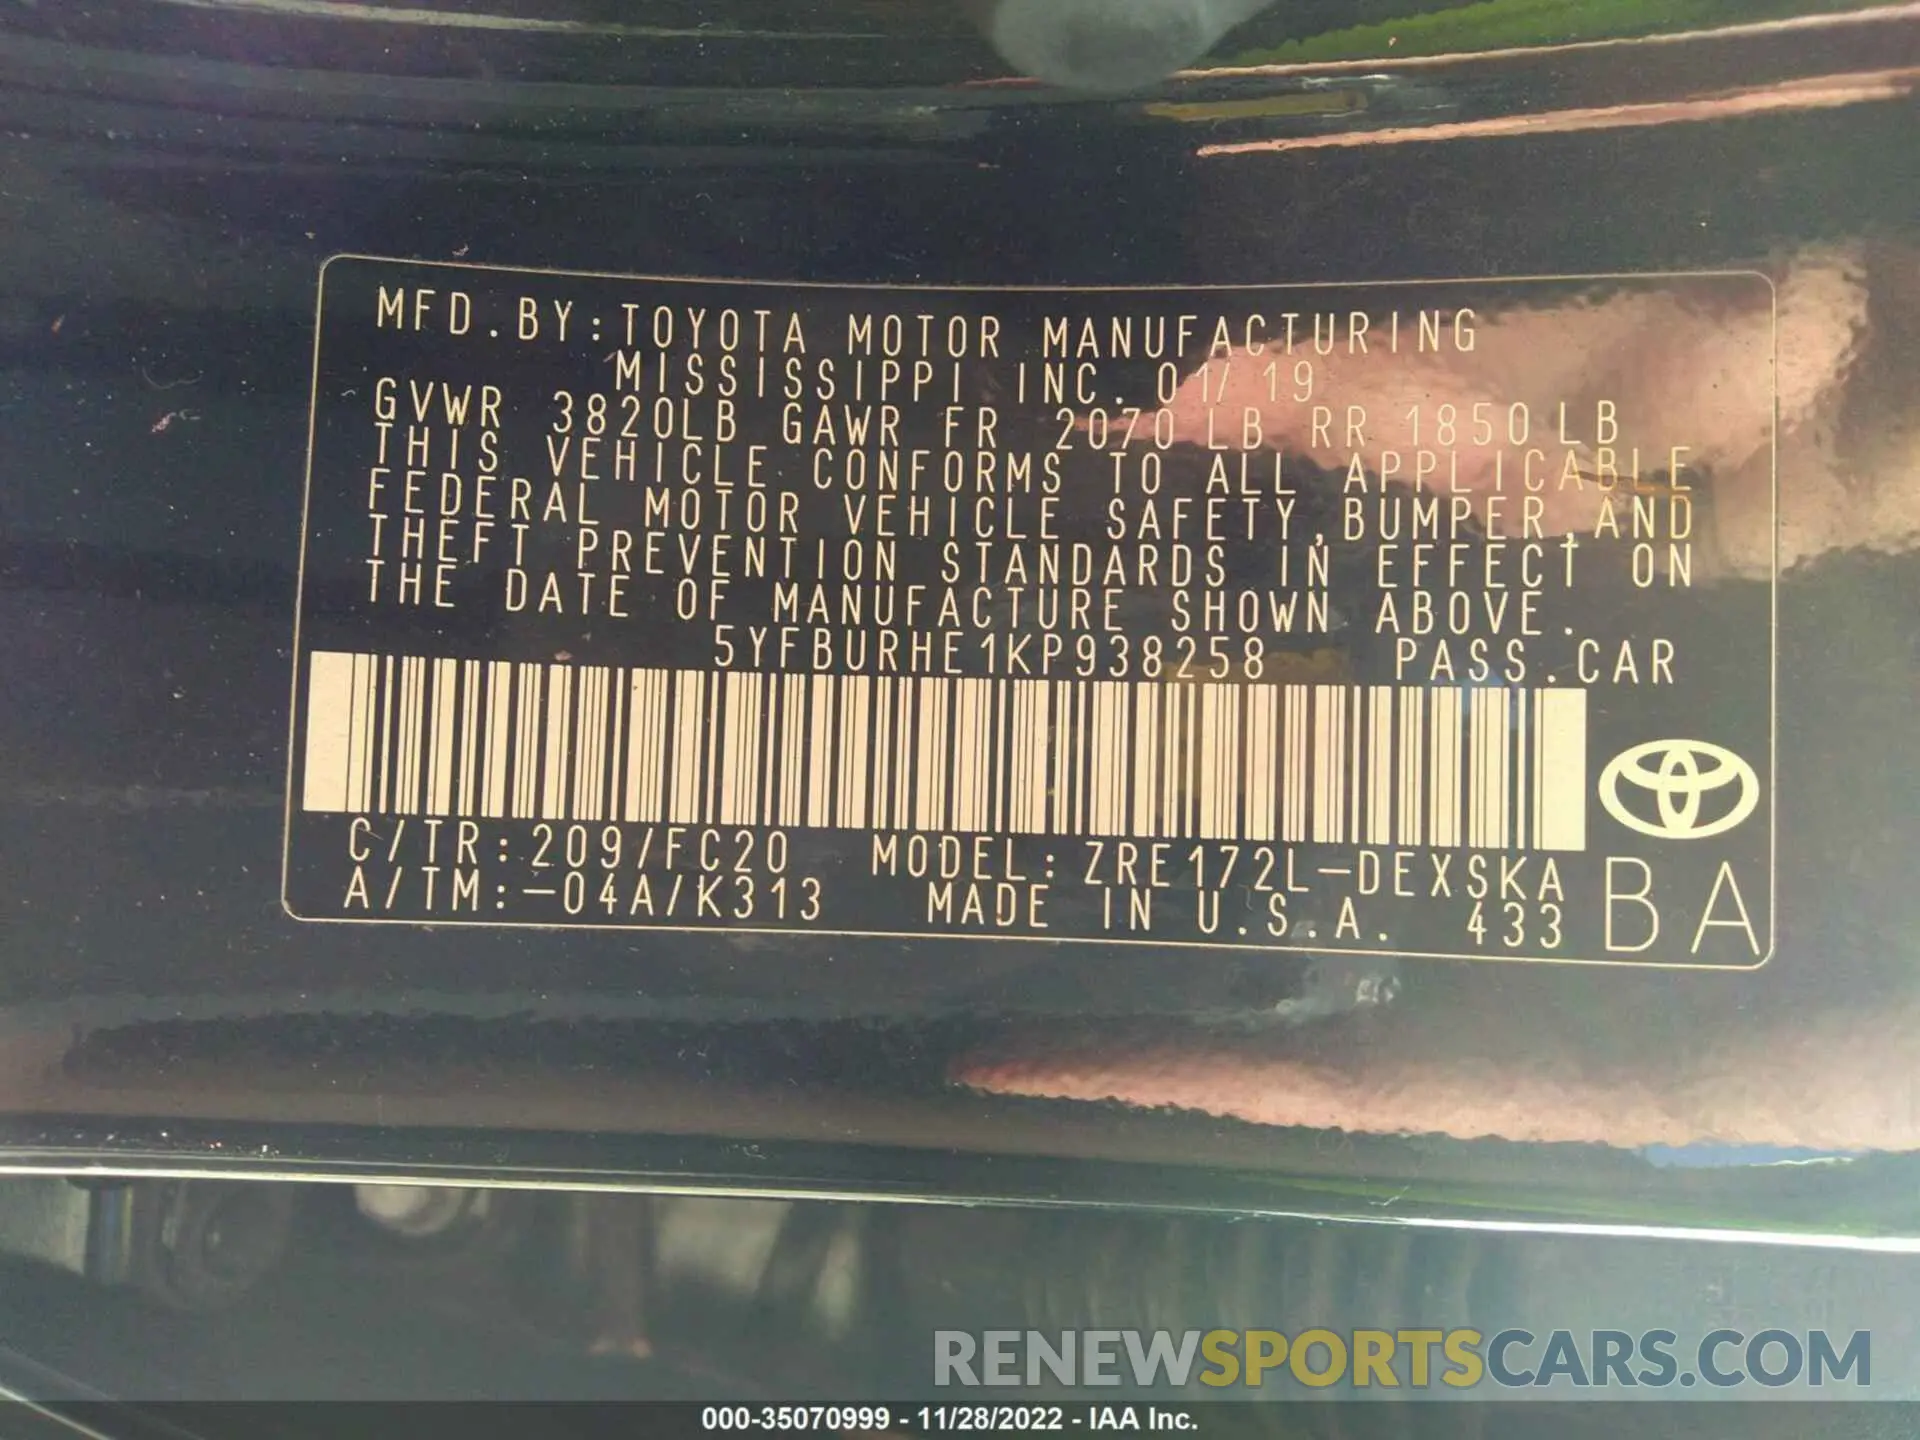 MFD.BY:TOYOTA MOTOR MANUFACTURING
MISSISSIPPI INC. 01/19
GVWR 3820LB GAWR FR 2070LB RR 1850LB
THIS VEHICLE CONFORMS TO ALL APPLICABLE
FEDERAL MOTOR VEHICLE SAFETY,BUMPER,AND
THEFT PREVENTION STANDARDS IN EFFECT ON
THE DATE OF MANUFACTURE SHOWN ABOVE.
5YFBURHE1KP938258 PASS.CAR
C/TR:209/FC20 MODEL:ZRE172L-DEXSKA
A/TM:-04A/K313 MADE IN U.S.A. 433
BA
RENEWSPORTSCARS.COM
000-35070999 - 11/28/2022 - IAA Inc.